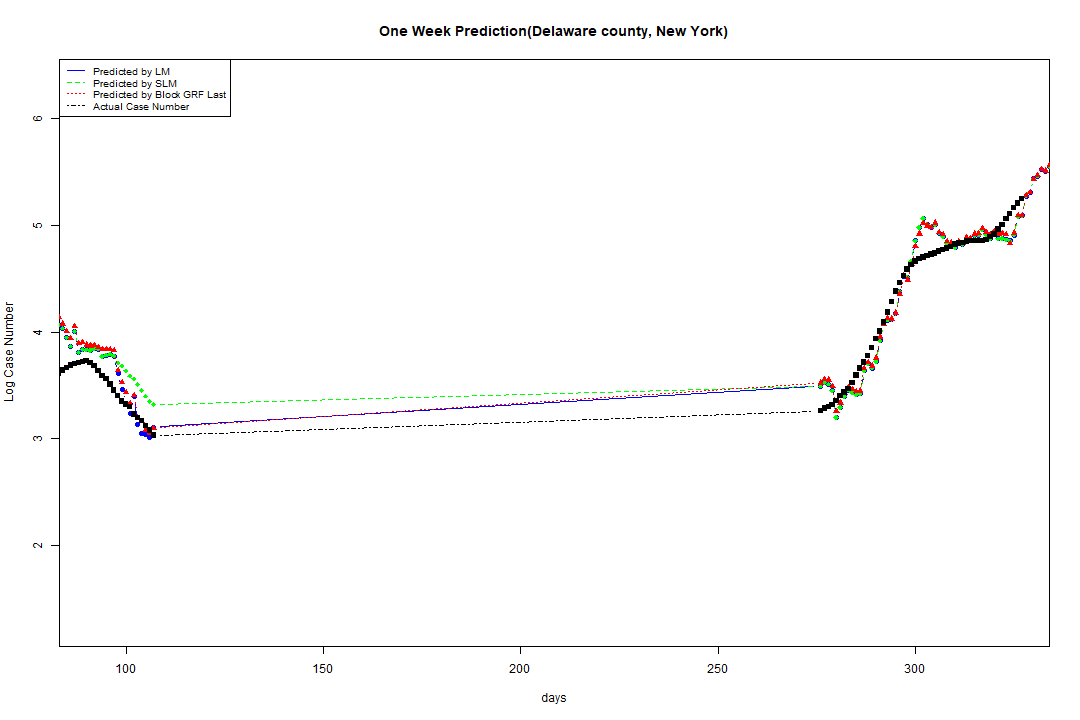 One Week Prediction(Delaware county, New York)
Predicted by LM
Predicted by SLM
Predicted by Block GRF Last
Actual Case Number
Log Case Number
6
5
4
3
2
100 150 200 250 300
days